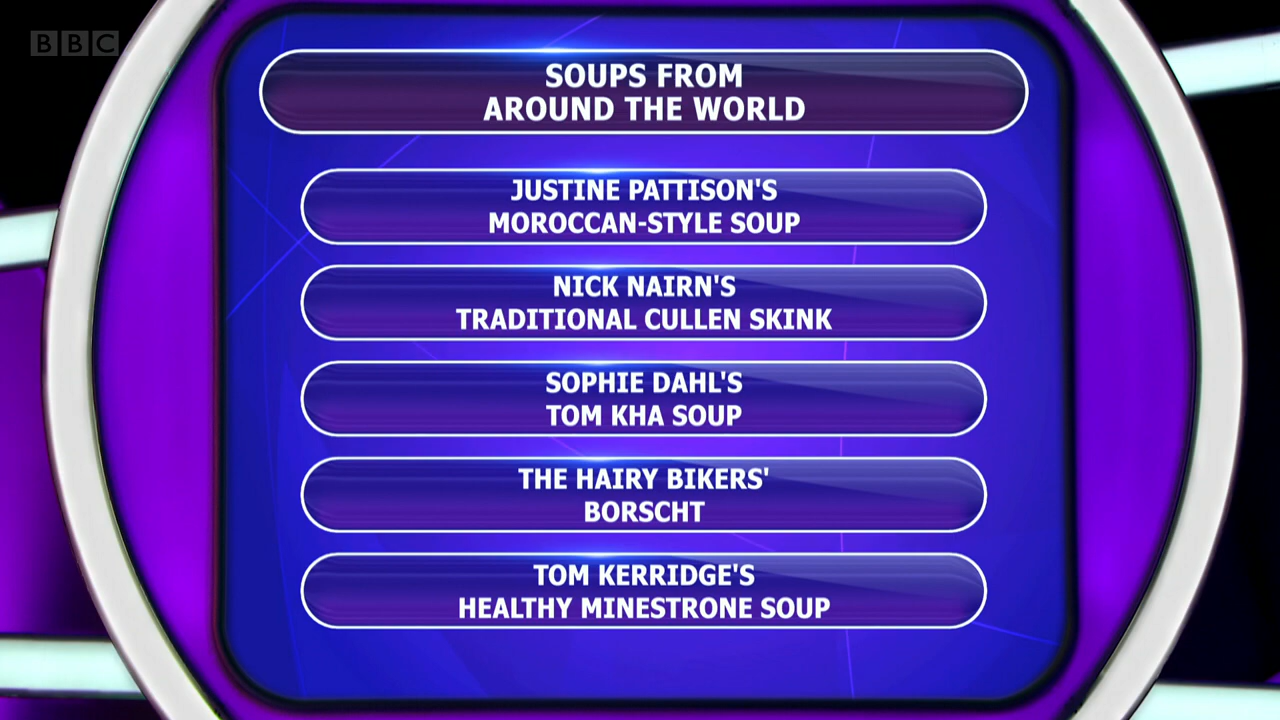 BBC
SOUPS FROM
AROUND THE WORLD
JUSTINE PATTISON'S
MOROCCAN-STYLE SOUP
NICK NAIRN'S
TRADITIONAL CULLEN SKINK
SOPHIE DAHL'S
TOM KHA SOUP
THE HAIRY BIKERS'
BORSCHT
TOM KERRIDGE'S
HEALTHY MINESTRONE SOUP